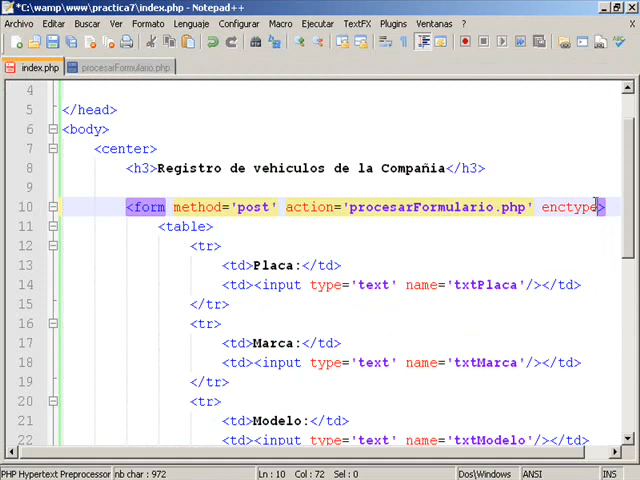 *C:\wamp\www\practica7\index.php - Notepad++
Archivo Editar Buscar Ver Formato Lenguaje Configurar Macro Ejecutar TextFX Plugins Ventanas ?
X
index.php procesarFormulario.php
4
5 </head>
6 <body>
7 <center>
8 <h3>Registro de vehiculos de la Compañia</h3>
9
10 <form method='post' action='procesarFormulario.php' enctype>
11 <table>
12 <tr>
13 <td>Placa:</td>
14 <td><input type='text' name='txtPlaca'/></td>
15 </tr>
16 <tr>
17 <td>Marca:</td>
18 <td><input type='text' name='txtMarca'/></td>
19 </tr>
20 <tr>
21 <td>Modelo:</td>
22 <td><input type='text' name='txtModelo'/></td>
PHP Hypertext Preprocessor nb char : 972 Ln : 10 Col : 72 Sel : 0 Dos\Windows ANSI INS